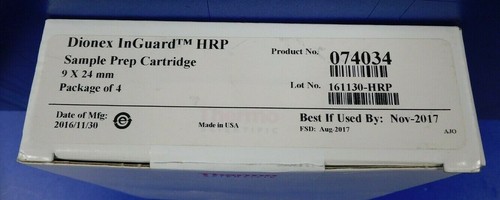 Dionex InGuard™ HRP
Sample Prep Cartridge
9 X 24 mm
Package of 4
Product No. 074034
Lot No. 161130-HRP
Date of Mfg:
2016/11/30
Made in USA
Best If Used By: Nov-2017
FSD: Aug-2017
AJO